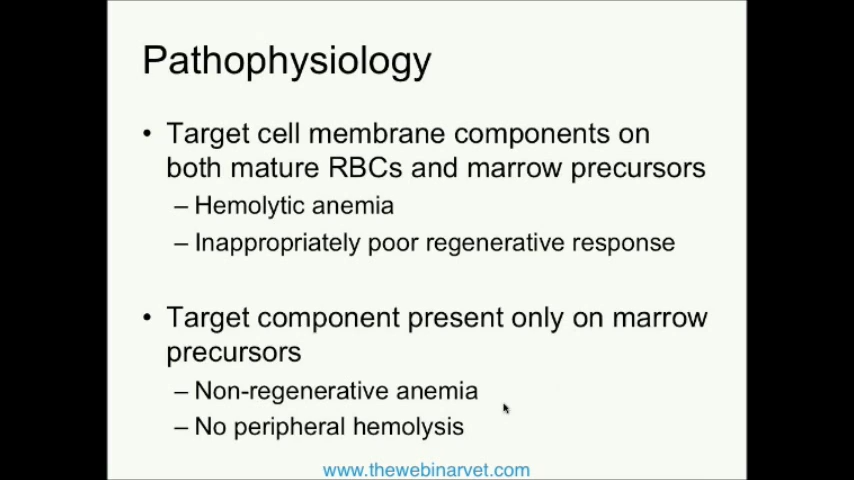 Pathophysiology
• Target cell membrane components on
both mature RBCs and marrow precursors
– Hemolytic anemia
– Inappropriately poor regenerative response
• Target component present only on marrow
precursors
– Non-regenerative anemia
– No peripheral hemolysis
www.thewebinarvet.com